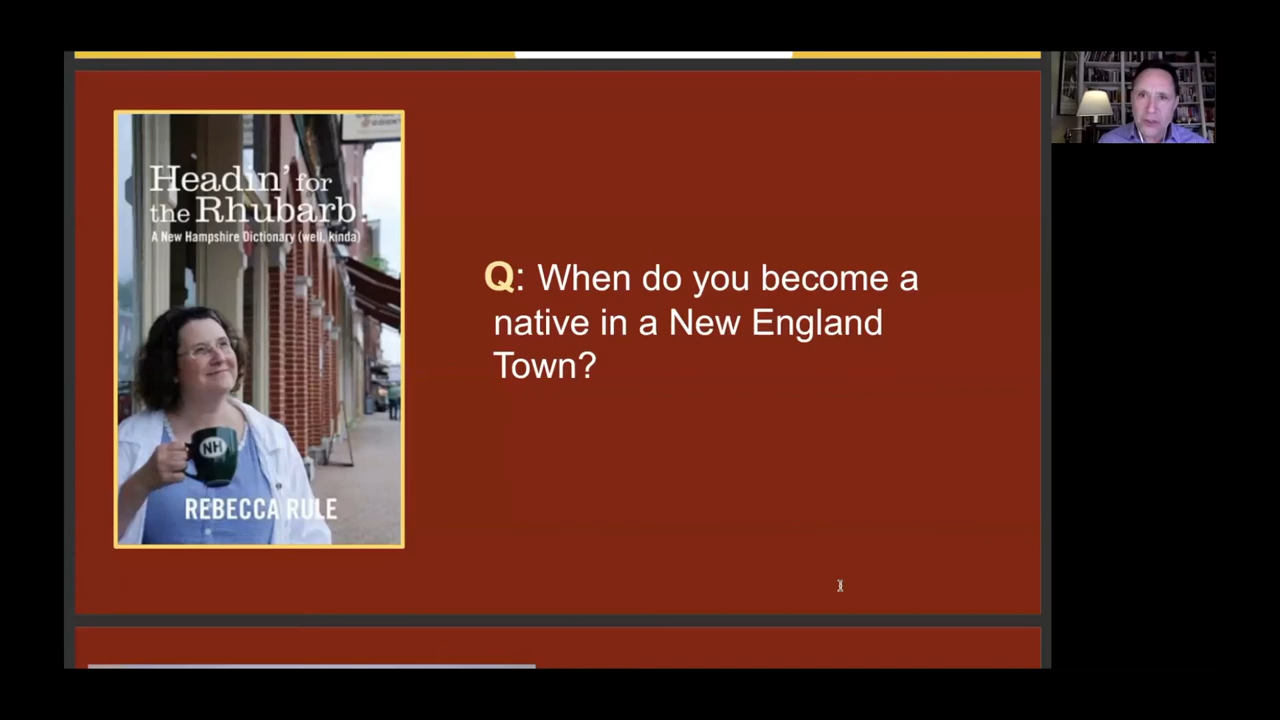 Headin' for
the Rhubarb!
A New Hampshire Dictionary (well, kinda)
NH
REBECCA RULE
Q: When do you become a
native in a New England
Town?